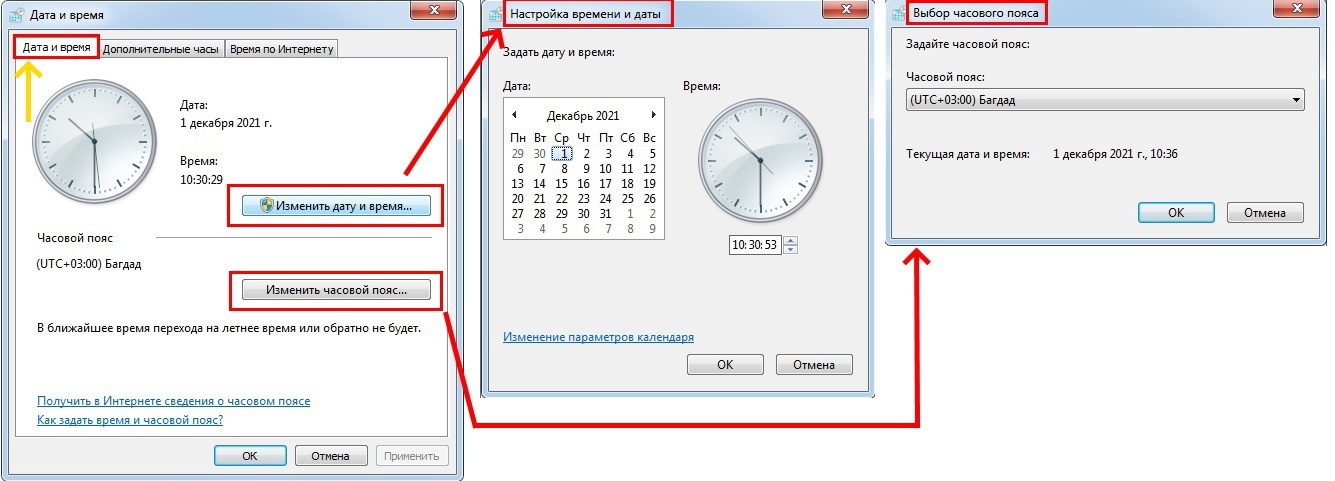 Дата и время
Дата и время
Дополнительные часы
Время по Интернету
Дата:
1 декабря 2021 г.
Время:
10:30:29
Изменить дату и время...
Часовой пояс
(UTC+03:00) Багдад
Изменить часовой пояс...
В ближайшее время перехода на летнее время или обратно не будет.
Получить в Интернете сведения о часовом поясе
Как задать время и часовой пояс?
OK
Отмена
Применить
Настройка времени и даты
Задать дату и время:
Дата:
Время:
Декабрь 2021
Пн Вт Ср Чт Пт Сб Вс
29 30 1 2 3 4 5
6 7 8 9 10 11 12
13 14 15 16 17 18 19
20 21 22 23 24 25 26
27 28 29 30 31 1 2
3 4 5 6 7 8 9
10:30:53
Изменение параметров календаря
OK
Отмена
Выбор часового пояса
Задайте часовой пояс:
Часовой пояс:
(UTC+03:00) Багдад
Текущая дата и время: 1 декабря 2021 г., 10:36
OK
Отмена